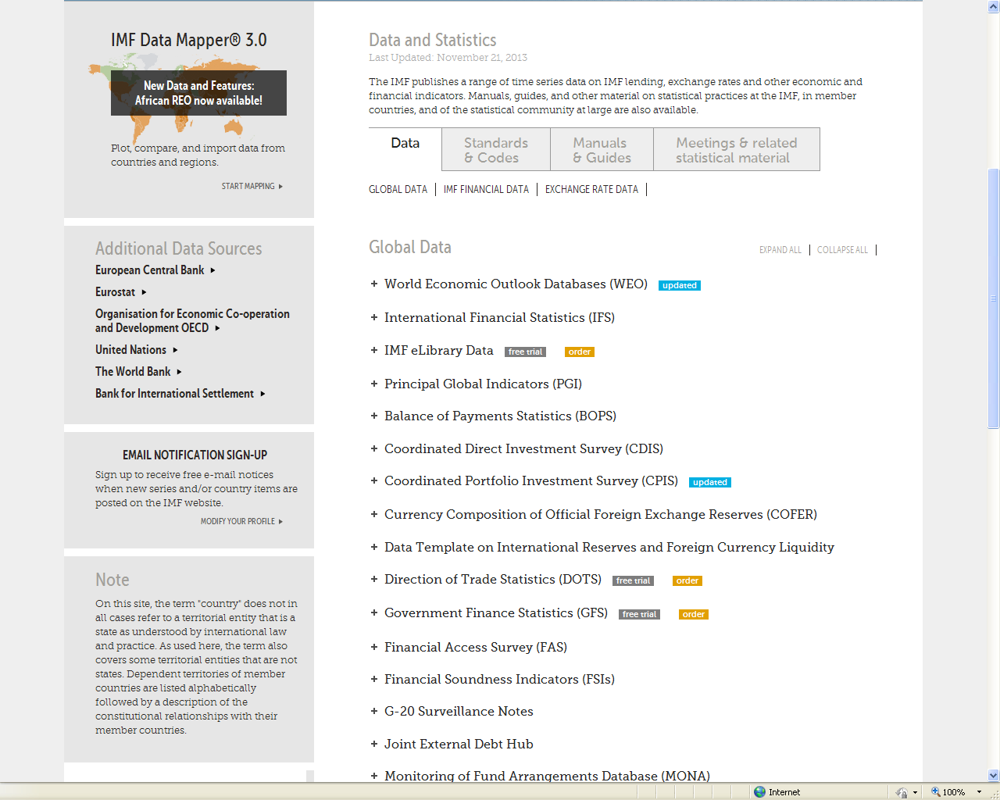 IMF Data Mapper® 3.0
New Data and Features:
African REO now available!
Plot, compare, and import data from
countries and regions.
START MAPPING
Additional Data Sources
European Central Bank
Eurostat
Organisation for Economic Co-operation
and Development OECD
United Nations
The World Bank
Bank for International Settlement
EMAIL NOTIFICATION SIGN-UP
Sign up to receive free e-mail notices
when new series and/or country items are
posted on the IMF website.
MODIFY YOUR PROFILE
Note
On this site, the term "country" does not in
all cases refer to a territorial entity that is a
state as understood by international law
and practice. As used here, the term also
covers some territorial entities that are not
states. Dependent territories of member
countries are listed alphabetically
followed by a description of the
constitutional relationships with their
member countries.
Data and Statistics
Last Updated: November 21, 2013
The IMF publishes a range of time series data on IMF lending, exchange rates and other economic and
financial indicators. Manuals, guides, and other material on statistical practices at the IMF, in member
countries, and of the statistical community at large are also available.
Data
Standards
& Codes
Manuals
& Guides
Meetings & related
statistical material
GLOBAL DATA | IMF FINANCIAL DATA | EXCHANGE RATE DATA |
Global Data
EXPAND ALL | COLLAPSE ALL |
+ World Economic Outlook Databases (WEO) updated
+ International Financial Statistics (IFS)
+ IMF eLibrary Data free trial order
+ Principal Global Indicators (PGI)
+ Balance of Payments Statistics (BOPS)
+ Coordinated Direct Investment Survey (CDIS)
+ Coordinated Portfolio Investment Survey (CPIS) updated
+ Currency Composition of Official Foreign Exchange Reserves (COFER)
+ Data Template on International Reserves and Foreign Currency Liquidity
+ Direction of Trade Statistics (DOTS) free trial order
+ Government Finance Statistics (GFS) free trial order
+ Financial Access Survey (FAS)
+ Financial Soundness Indicators (FSIs)
+ G-20 Surveillance Notes
+ Joint External Debt Hub
+ Monitoring of Fund Arrangements Database (MONA)
Internet
100%